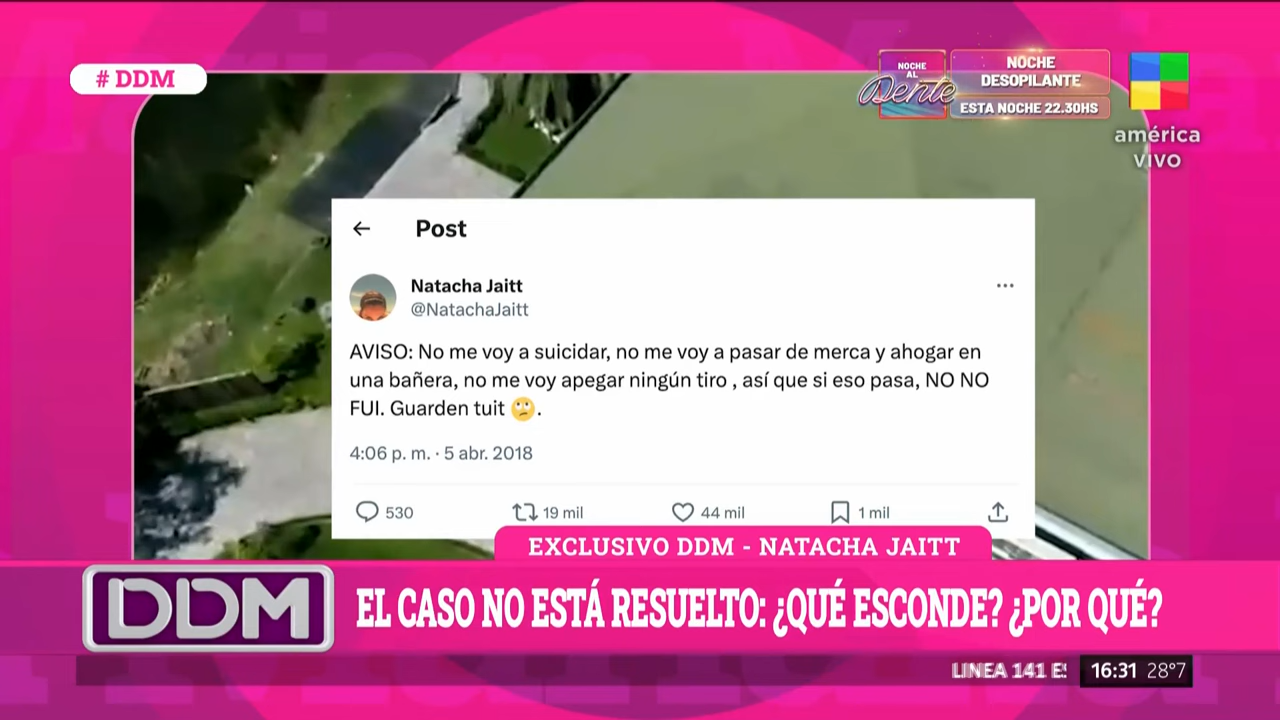 # DDM
NOCHE
AL
Dente
NOCHE
DESOPILANTE
ESTA NOCHE 22.30HS
américa
VIVO
Post
Natacha Jaitt
@NatachaJaitt
AVISO: No me voy a suicidar, no me voy a pasar de merca y ahogar en
una bañera, no me voy apegar ningún tiro , así que si eso pasa, NO NO
FUI. Guarden tuit 🙄.
4:06 p. m. · 5 abr. 2018
530
19 mil
44 mil
1 mil
EXCLUSIVO DDM - NATACHA JAITT
DDM
EL CASO NO ESTÁ RESUELTO: ¿QUÉ ESCONDE? ¿POR QUÉ?
LINEA 141 E
16:31 28°7